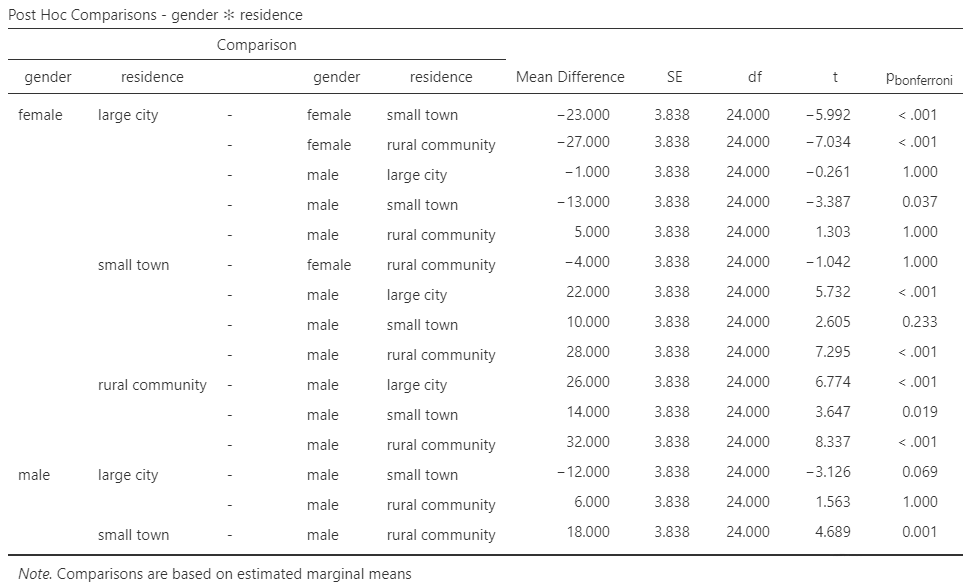 Post Hoc Comparisons - gender ✻ residence
Comparison
gender residence gender residence Mean Difference SE df t pbonferroni
female large city - female small town −23.000 3.838 24.000 −5.992 < .001
- female rural community −27.000 3.838 24.000 −7.034 < .001
- male large city −1.000 3.838 24.000 −0.261 1.000
- male small town −13.000 3.838 24.000 −3.387 0.037
- male rural community 5.000 3.838 24.000 1.303 1.000
small town - female rural community −4.000 3.838 24.000 −1.042 1.000
- male large city 22.000 3.838 24.000 5.732 < .001
- male small town 10.000 3.838 24.000 2.605 0.233
- male rural community 28.000 3.838 24.000 7.295 < .001
rural community - male large city 26.000 3.838 24.000 6.774 < .001
- male small town 14.000 3.838 24.000 3.647 0.019
- male rural community 32.000 3.838 24.000 8.337 < .001
male large city - male small town −12.000 3.838 24.000 −3.126 0.069
- male rural community 6.000 3.838 24.000 1.563 1.000
small town - male rural community 18.000 3.838 24.000 4.689 0.001
Note. Comparisons are based on estimated marginal means